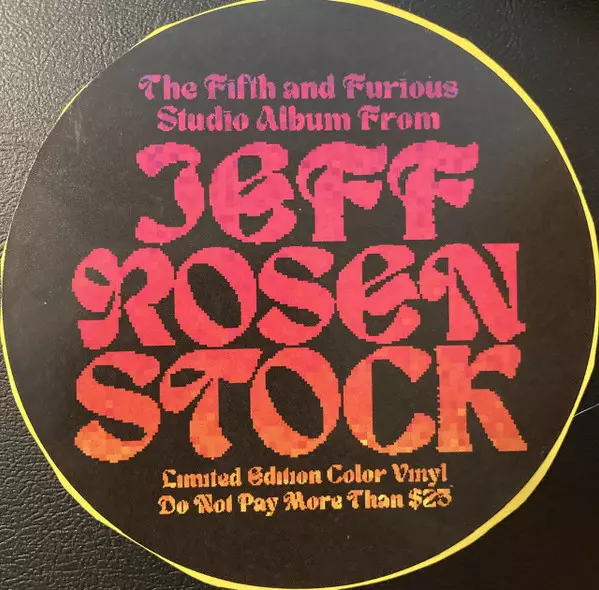 The Fifth and Furious
Studio Album From
JEFF
ROSEN
STOCK
Limited Edition Color Vinyl
Do Not Pay More Than $25